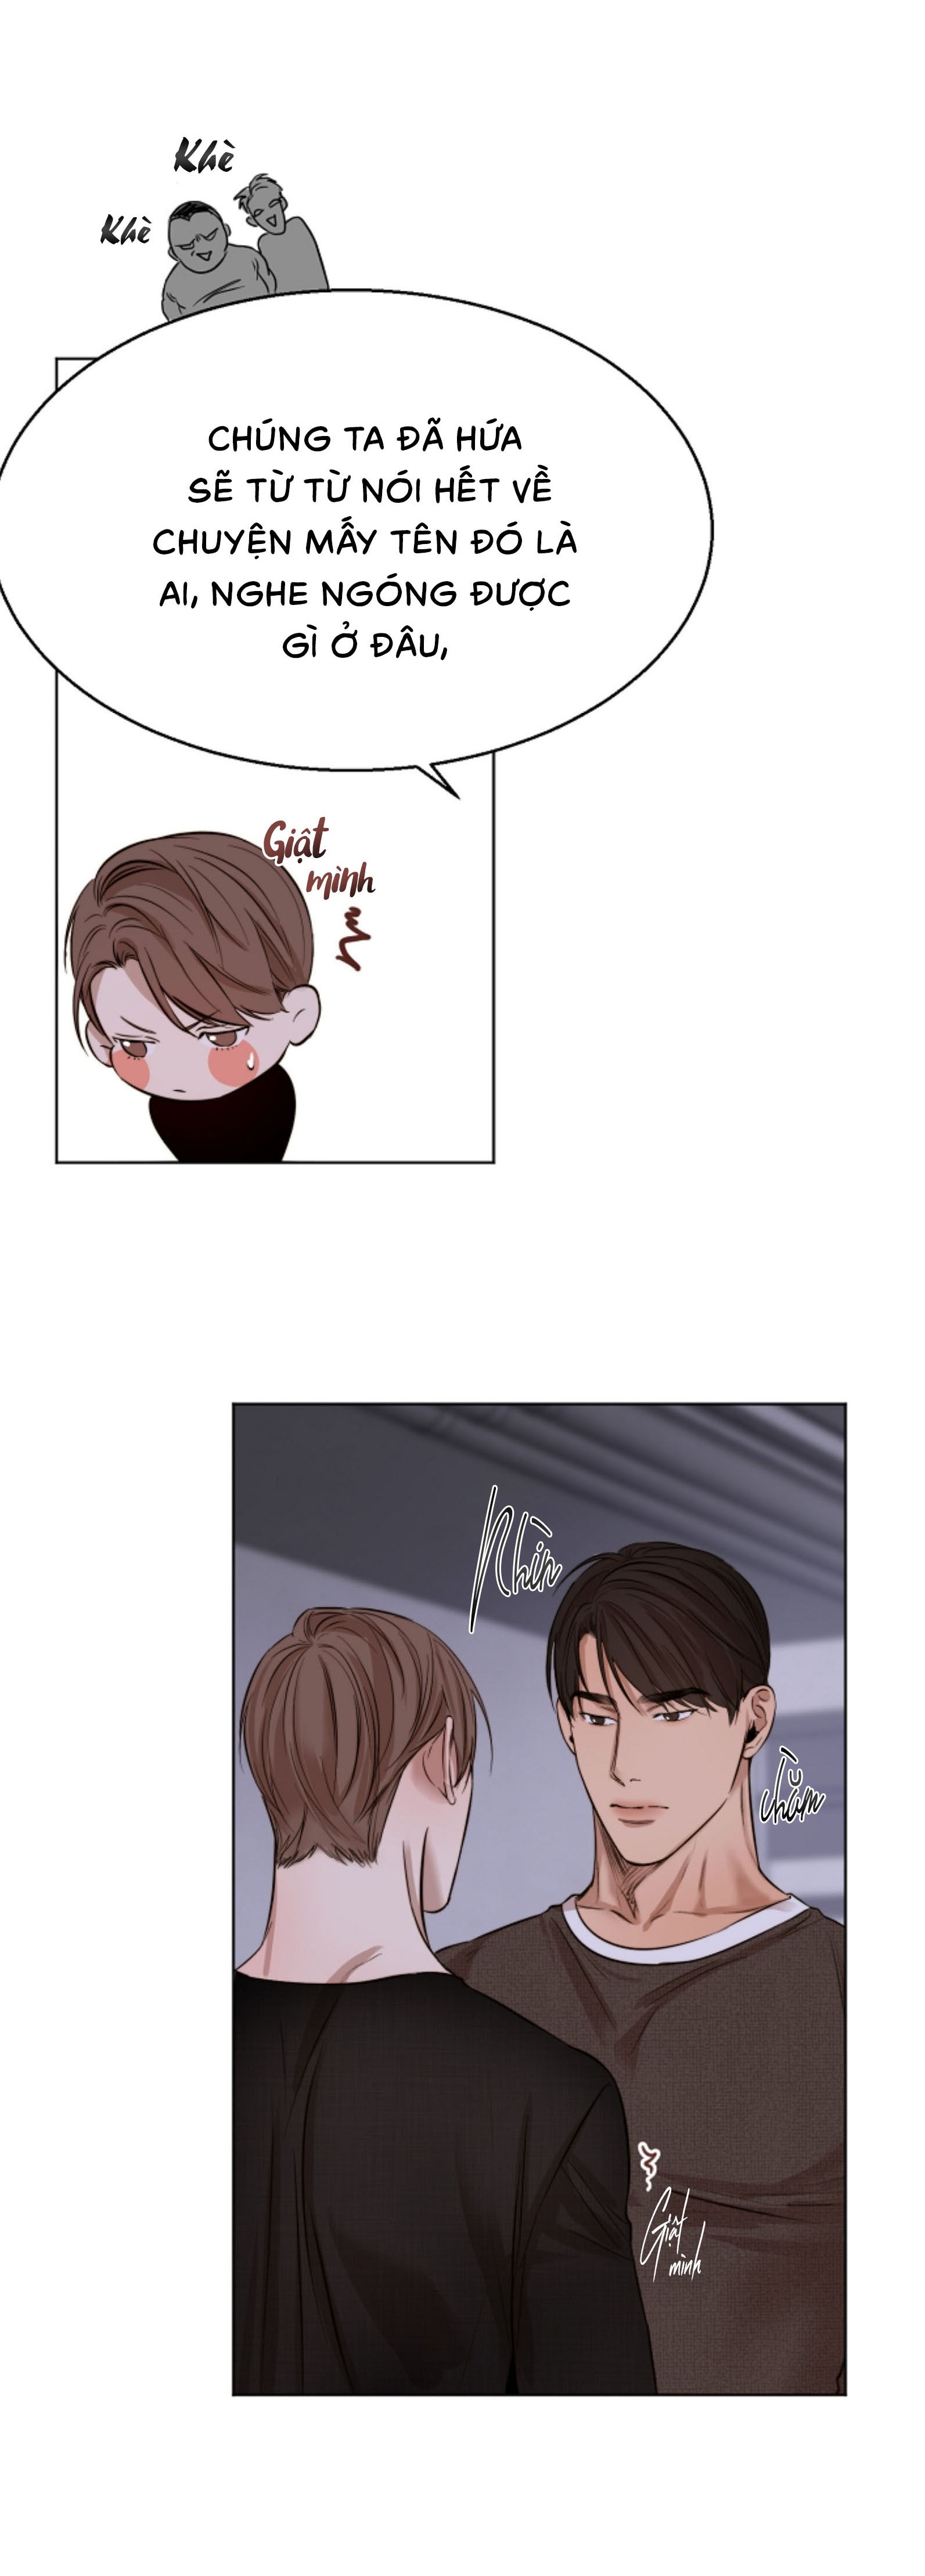 Khè
Khè
CHÚNG TA ĐÃ HỨA
SẼ TỪ TỪ NÓI HẾT VỀ
CHUYỆN MẤY TÊN ĐÓ LÀ
AI, NGHE NGÓNG ĐƯỢC
GÌ Ở ĐÂU,
Giật
mình
Nhìn
chằm
Giật
mình